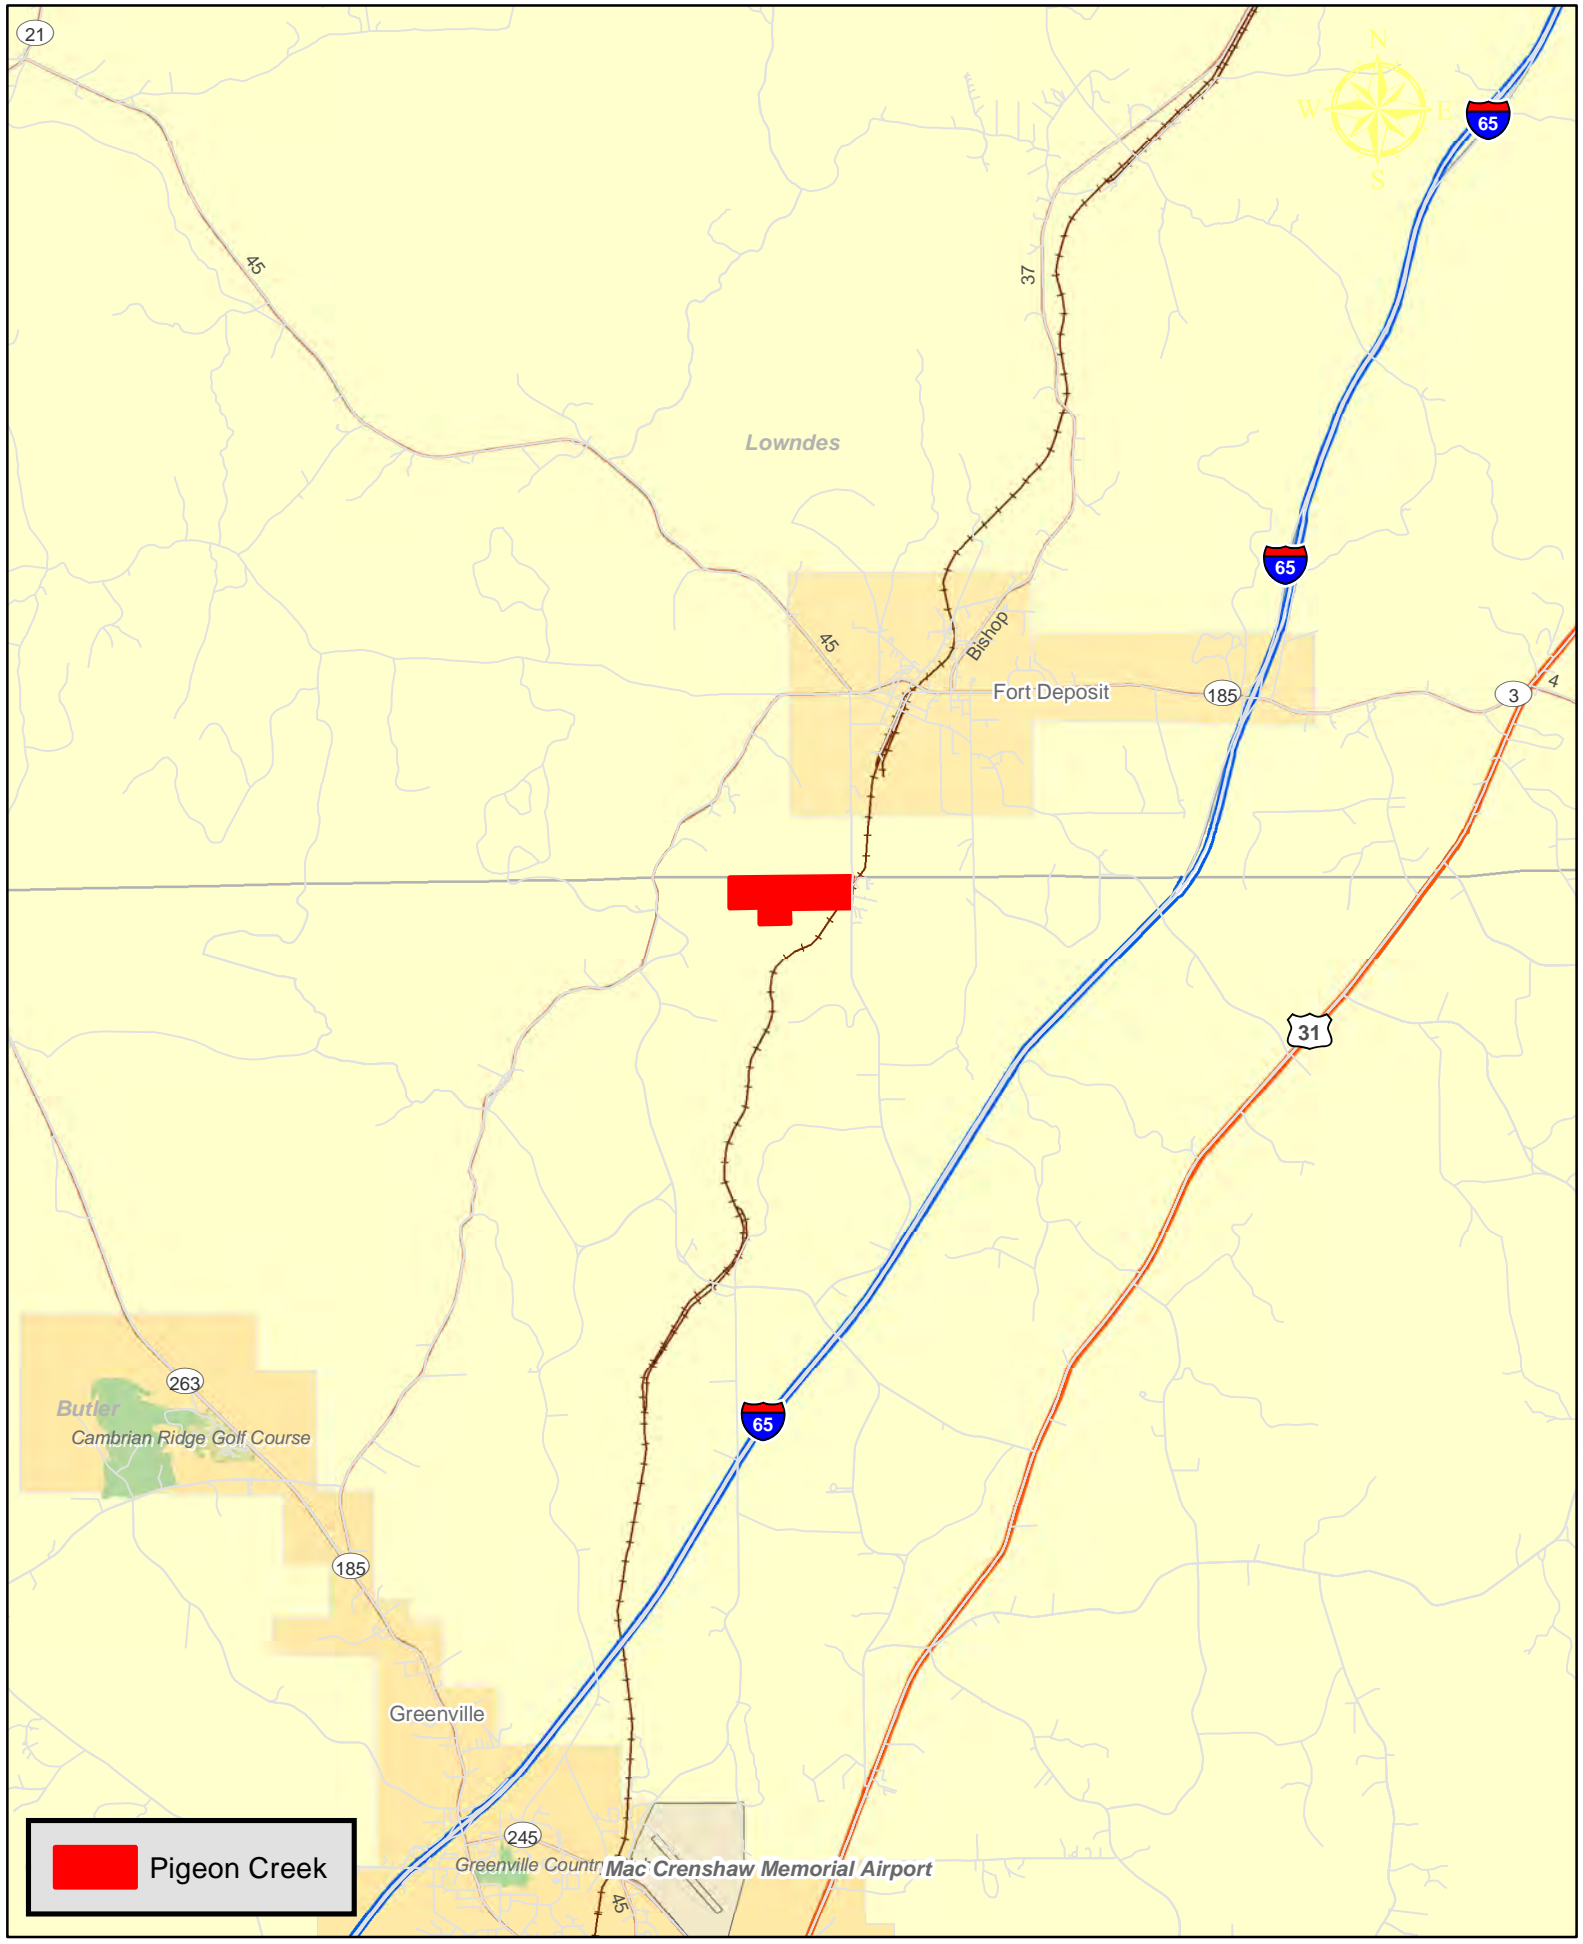 21
N
W
E
S
65
45
37
Lowndes
65
Bishop
45
Fort Deposit
185
3
4
31
263
Butler
Cambrian Ridge Golf Course
65
185
Greenville
245
Greenville Countr
Mac Crenshaw Memorial Airport
45
Pigeon Creek